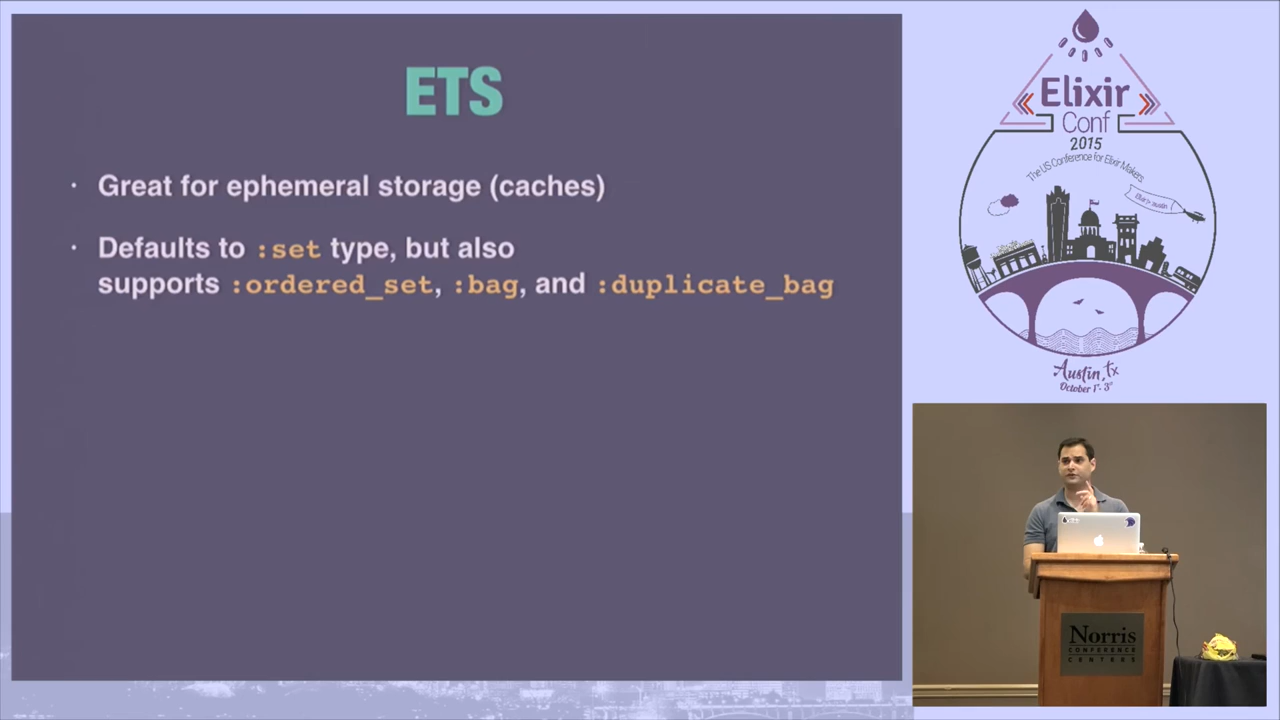 ETS
· Great for ephemeral storage (caches)
· Defaults to :set type, but also
supports :ordered_set, :bag, and :duplicate_bag
Elixir
Conf
2015
The US Conference for Elixir Makers
Austin, TX
October 1st- 3rd
Norris
CONFERENCE
CENTERS